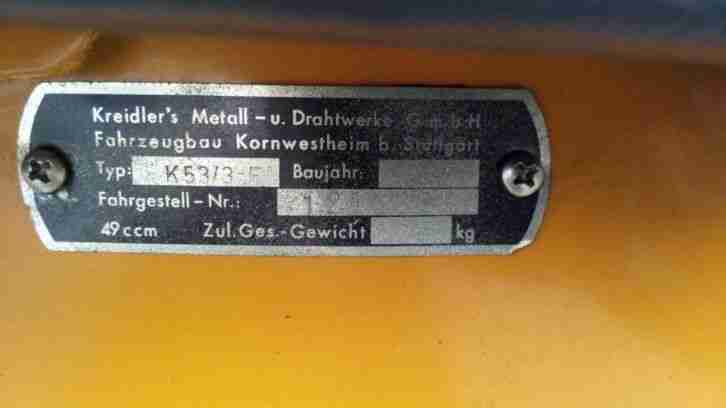 Kreidler's Metall-u. Drahtwerke G.m.b.H
Fahrzeugbau Kornwestheim b. Stuttgart
Typ: K53/3-F Baujahr:
Fahrgestell-Nr.:
49 ccm Zul.Ges.-Gewicht kg